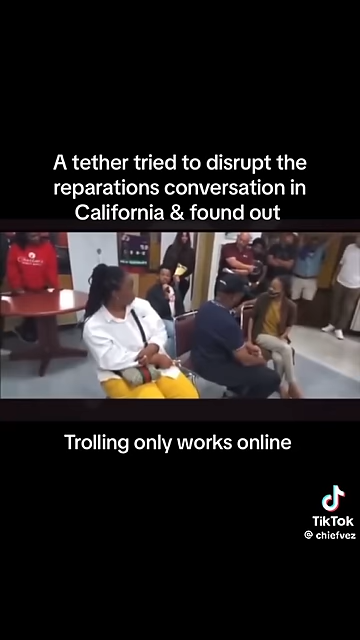 A tether tried to disrupt the
reparations conversation in
California & found out
Trolling only works online
TikTok
@ chiefvez